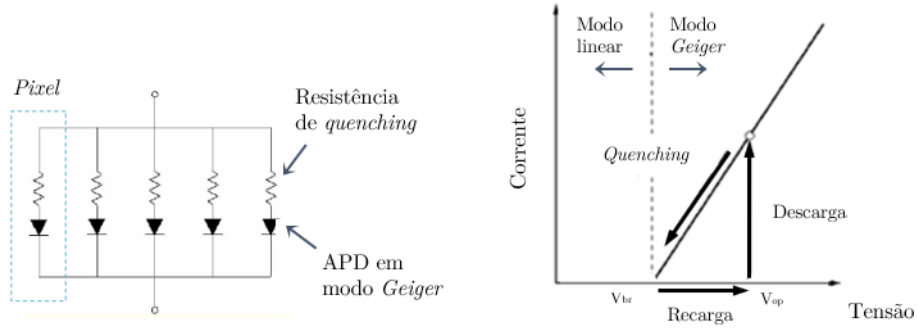 Pixel
Resistência
de quenching
APD em
modo Geiger
Modo
linear
Modo
Geiger
Corrente
Quenching
Descarga
Vbr
Vop
Recarga
Tensão